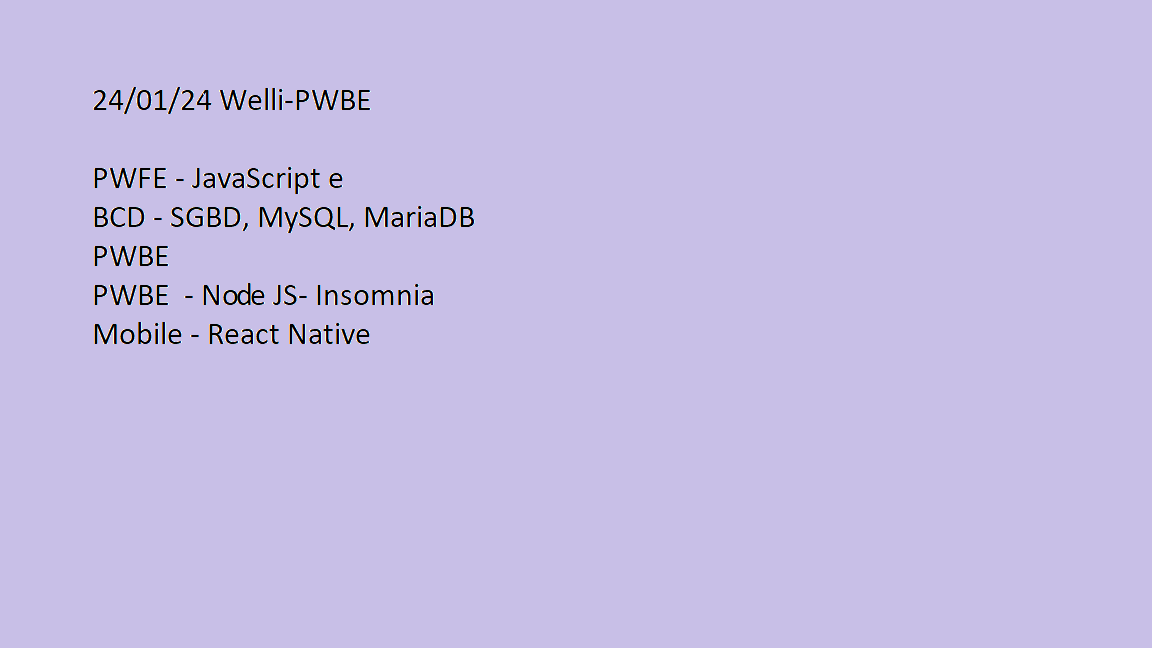 24/01/24 Welli-PWBE
PWFE - JavaScript e
BCD - SGBD, MySQL, MariaDB
PWBE
PWBE  - Node JS- Insomnia
Mobile - React Native